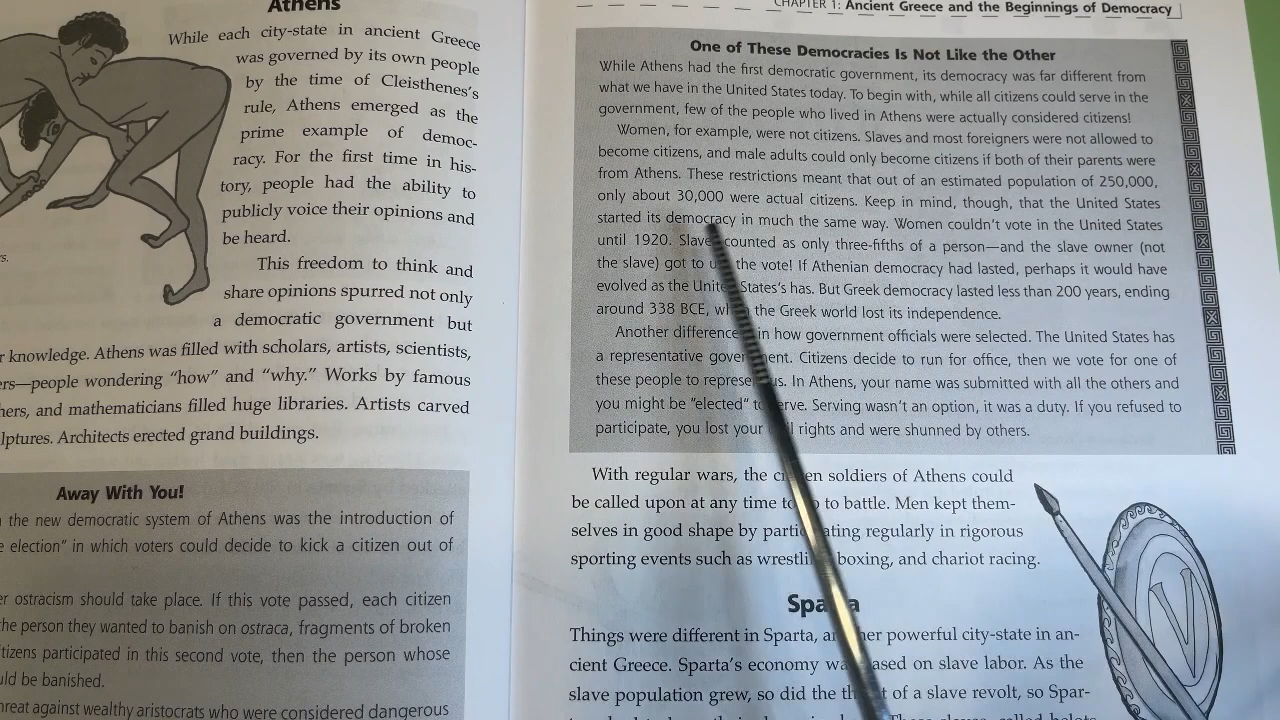 Athens
While each city-state in ancient Greece
was governed by its own people
by the time of Cleisthenes's
rule, Athens emerged as the
prime example of democ-
racy. For the first time in his-
tory, people had the ability to
publicly voice their opinions and
be heard.
This freedom to think and
share opinions spurred not only
a democratic government but
knowledge. Athens was filled with scholars, artists, scientists,
people wondering "how" and "why." Works by famous
and mathematicians filled huge libraries. Artists carved
Architects erected grand buildings.
Away With You!
the new democratic system of Athens was the introduction of
election" in which voters could decide to kick a citizen out of
ostracism should take place. If this vote passed, each citizen
the person they wanted to banish on ostraca, fragments of broken
participated in this second vote, then the person whose
be banished.
against wealthy aristocrats who were considered dangerous
CHAPTER 1: Ancient Greece and the Beginnings of Democracy
One of These Democracies Is Not Like the Other
While Athens had the first democratic government, its democracy was far different from
what we have in the United States today. To begin with, while all citizens could serve in the
government, few of the people who lived in Athens were actually considered citizens!
Women, for example, were not citizens. Slaves and most foreigners were not allowed to
become citizens, and male adults could only become citizens if both of their parents were
from Athens. These restrictions meant that out of an estimated population of 250,000,
only about 30,000 were actual citizens. Keep in mind, though, that the United States
started its democracy in much the same way. Women couldn't vote in the United States
until 1920. Slaves counted as only three-fifths of a person—and the slave owner (not
the slave) got to the vote! If Athenian democracy had lasted, perhaps it would have
evolved as the United States's has. But Greek democracy lasted less than 200 years, ending
around 338 BCE, when the Greek world lost its independence.
Another difference in how government officials were selected. The United States has
a representative government. Citizens decide to run for office, then we vote for one of
these people to represent us. In Athens, your name was submitted with all the others and
you might be "elected" to serve. Serving wasn't an option, it was a duty. If you refused to
participate, you lost your rights and were shunned by others.
With regular wars, the citizen soldiers of Athens could
be called upon at any time to go to battle. Men kept them-
selves in good shape by participating regularly in rigorous
sporting events such as wrestling, boxing, and chariot racing.
Sparta
Things were different in Sparta, another powerful city-state in an-
cient Greece. Sparta's economy was based on slave labor. As the
slave population grew, so did the threat of a slave revolt, so Spar-
These slaves, called helots